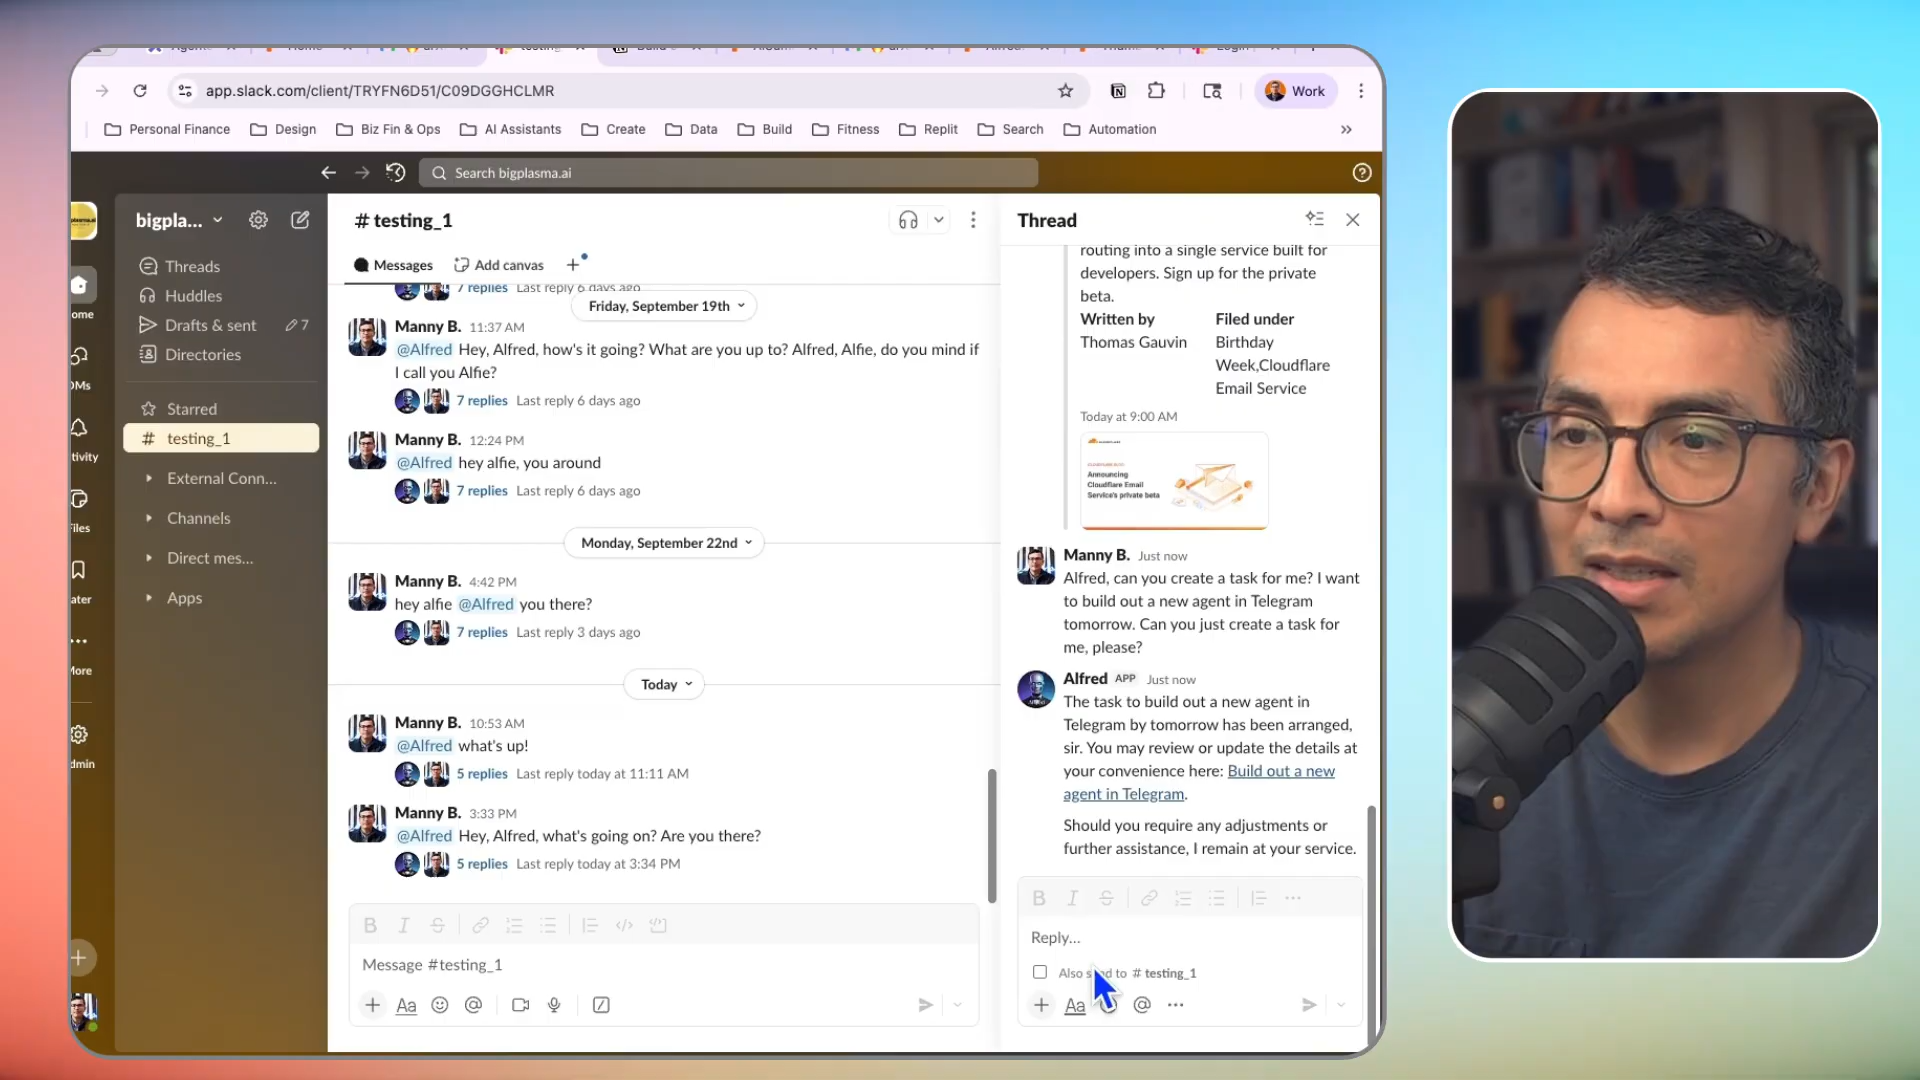 app.slack.com/client/TRYFN6D51/C09DGGHCLMR
Work
Personal Finance
Design
Biz Fin & Ops
AI Assistants
Create
Data
Build
Fitness
Replit
Search
Automation
Search bigplasma.ai
bigpla...
Threads
Huddles
Drafts & sent
7
Directories
Starred
# testing_1
External Conn...
Channels
Direct mes...
Apps
# testing_1
Messages
Add canvas
7 replies Last reply 6 days ago
Friday, September 19th
Manny B. 11:37 AM
@Alfred Hey, Alfred, how's it going? What are you up to? Alfred, Alfie, do you mind if
I call you Alfie?
7 replies Last reply 6 days ago
Manny B. 12:24 PM
@Alfred hey alfie, you around
7 replies Last reply 6 days ago
Monday, September 22nd
Manny B. 4:42 PM
hey alfie @Alfred you there?
7 replies Last reply 3 days ago
Today
Manny B. 10:53 AM
@Alfred what's up!
5 replies Last reply today at 11:11 AM
Manny B. 3:33 PM
@Alfred Hey, Alfred, what's going on? Are you there?
5 replies Last reply today at 3:34 PM
Message #testing_1
Aa
Thread
routing into a single service built for
developers. Sign up for the private
beta.
Written by
Thomas Gauvin
Filed under
Birthday
Week,Cloudflare
Email Service
Today at 9:00 AM
Announcing
Cloudflare Email
Service's private beta
Manny B. Just now
Alfred, can you create a task for me? I want
to build out a new agent in Telegram
tomorrow. Can you just create a task for
me, please?
Alfred APP Just now
The task to build out a new agent in
Telegram by tomorrow has been arranged,
sir. You may review or update the details at
your convenience here: Build out a new
agent in Telegram.
Should you require any adjustments or
further assistance, I remain at your service.
Reply...
Also send to # testing_1
Aa